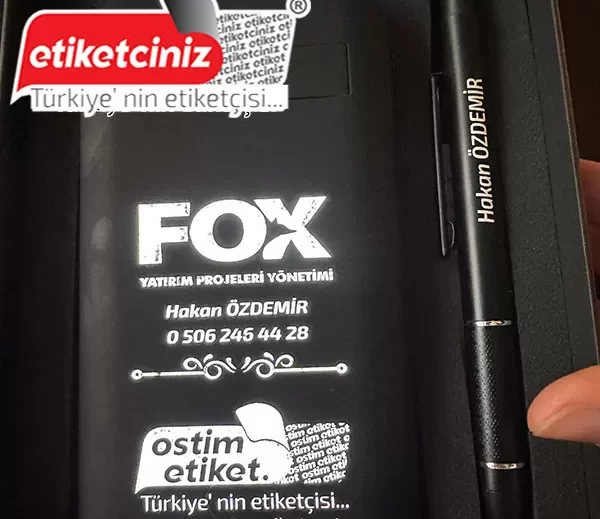 etiketciniz
®
Türkiye' nin etiketçisi...
FOX
YATIRIM PROJELERİ YÖNETİMİ
Hakan ÖZDEMİR
0 506 246 44 28
ostim
etiket.
Türkiye' nin etiketçisi...
Hakan ÖZDEMİR